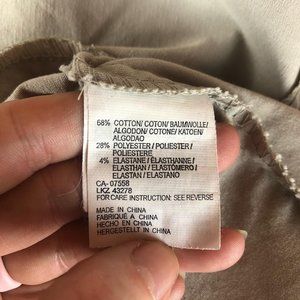 68% COTTON/ COTON/ BAUMWOLLE/
ALGODON/ COTONE/ KATOEN/
ALGODAO
28% POLYESTER/ POLIESTER/
POLIESTERE
4% ELASTANE/ ELASTHANNE/
ELASTHAN/ ELASTOMERO/
ELASTAN/ ELASTANO
CA- 07558
LKZ 43278
FOR CARE INSTRUCTION: SEE REVERSE
MADE IN CHINA
FABRIQUÉ A CHINA
HECHO EN CHINA
HERGESTELLT IN CHINA